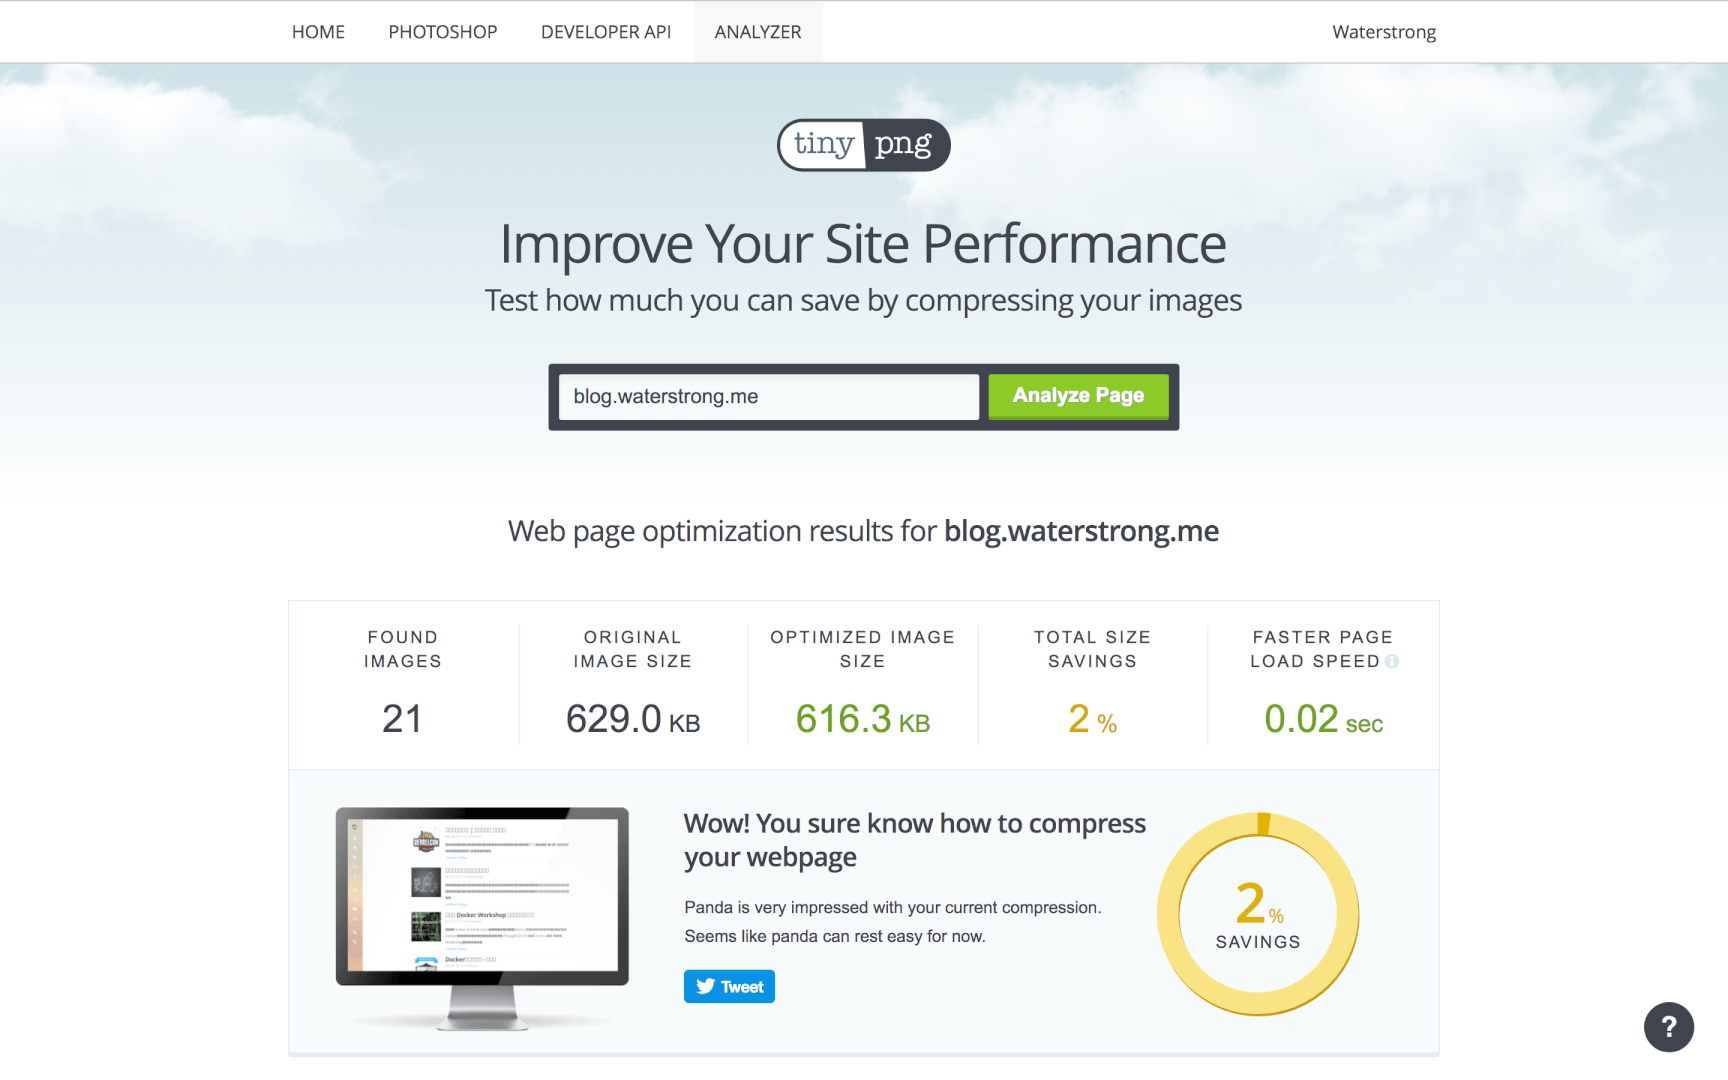 HOME PHOTOSHOP DEVELOPER API ANALYZER Waterstrong
tiny png
Improve Your Site Performance
Test how much you can save by compressing your images
blog.waterstrong.me Analyze Page
Web page optimization results for blog.waterstrong.me
FOUND IMAGES
21
ORIGINAL IMAGE SIZE
629.0 KB
OPTIMIZED IMAGE SIZE
616.3 KB
TOTAL SIZE SAVINGS
2 %
FASTER PAGE LOAD SPEED
0.02 sec
Docker Workshop
Docker
Wow! You sure know how to compress
your webpage
Panda is very impressed with your current compression.
Seems like panda can rest easy for now.
Tweet
2 %
SAVINGS
?